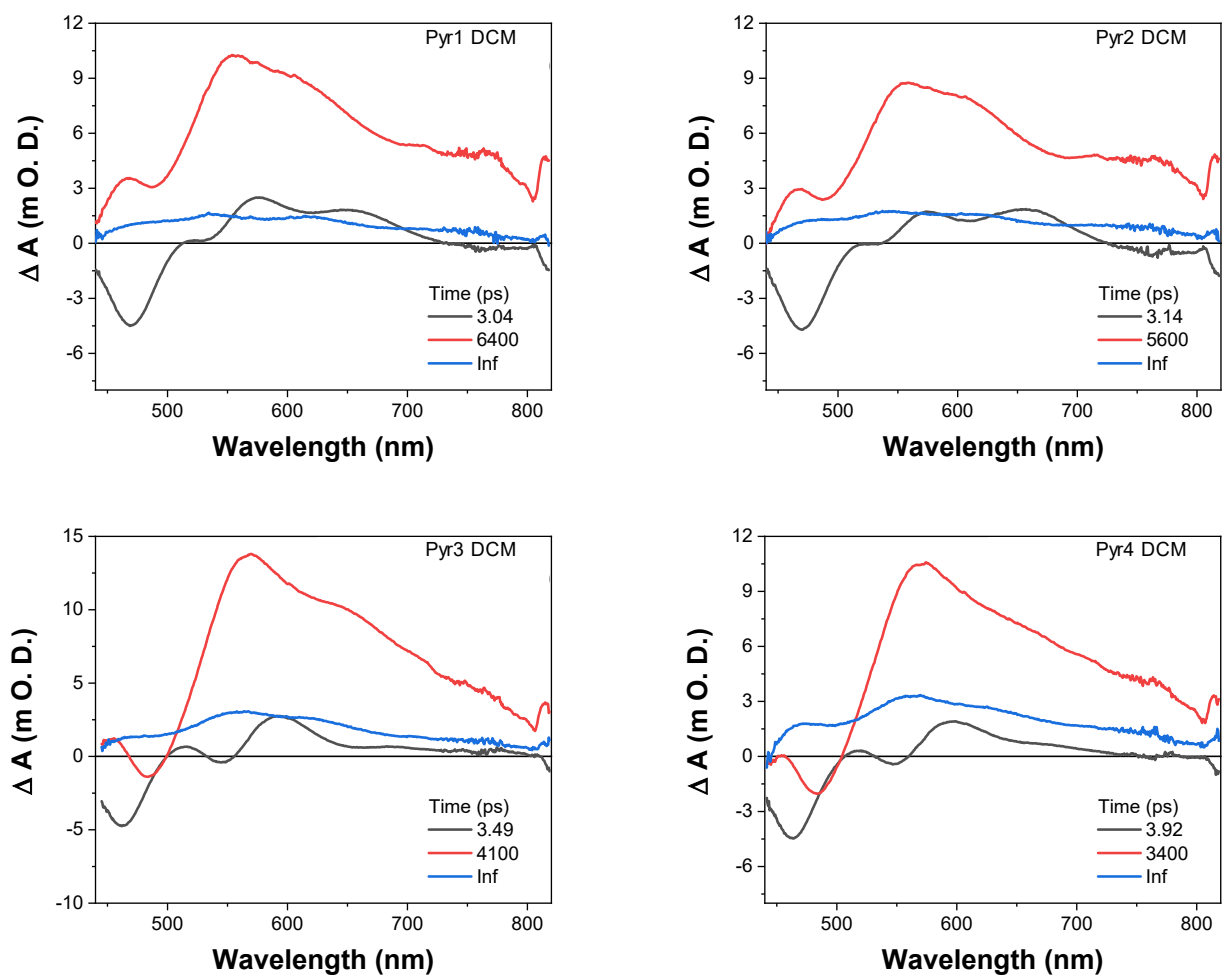 12
9
6
3
0
-3
-6
Δ A (m O. D.)
Pyr1 DCM
Time (ps)
3.04
6400
Inf
500 600 700 800
Wavelength (nm)
12
9
6
3
0
-3
-6
Δ A (m O. D.)
Pyr2 DCM
Time (ps)
3.14
5600
Inf
500 600 700 800
Wavelength (nm)
15
10
5
0
-5
-10
Δ A (m O. D.)
Pyr3 DCM
Time (ps)
3.49
4100
Inf
500 600 700 800
Wavelength (nm)
12
9
6
3
0
-3
-6
Δ A (m O. D.)
Pyr4 DCM
Time (ps)
3.92
3400
Inf
500 600 700 800
Wavelength (nm)